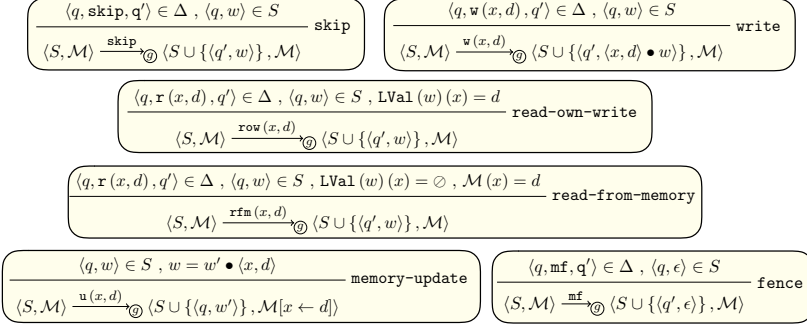 ⟨q, skip, q′⟩ ∈ Δ , ⟨q, w⟩ ∈ S
skip
⟨S, ℳ⟩ —skip→ⓖ ⟨S ∪ {⟨q′, w⟩} , ℳ⟩
⟨q, w (x, d) , q′⟩ ∈ Δ , ⟨q, w⟩ ∈ S
write
⟨S, ℳ⟩ —w (x, d)→ⓖ ⟨S ∪ {⟨q′, ⟨x, d⟩ • w⟩} , ℳ⟩
⟨q, r (x, d) , q′⟩ ∈ Δ , ⟨q, w⟩ ∈ S , LVal (w) (x) = d
read-own-write
⟨S, ℳ⟩ —row (x, d)→ⓖ ⟨S ∪ {⟨q′, w⟩} , ℳ⟩
⟨q, r (x, d) , q′⟩ ∈ Δ , ⟨q, w⟩ ∈ S , LVal (w) (x) = ⊘ , ℳ (x) = d
read-from-memory
⟨S, ℳ⟩ —rfm (x, d)→ⓖ ⟨S ∪ {⟨q′, w⟩} , ℳ⟩
⟨q, w⟩ ∈ S , w = w′ • ⟨x, d⟩
memory-update
⟨S, ℳ⟩ —u (x, d)→ⓖ ⟨S ∪ {⟨q, w′⟩} , ℳ[x ← d]⟩
⟨q, mf, q′⟩ ∈ Δ , ⟨q, ϵ⟩ ∈ S
fence
⟨S, ℳ⟩ —mf→ⓖ ⟨S ∪ {⟨q′, ϵ⟩} , ℳ⟩